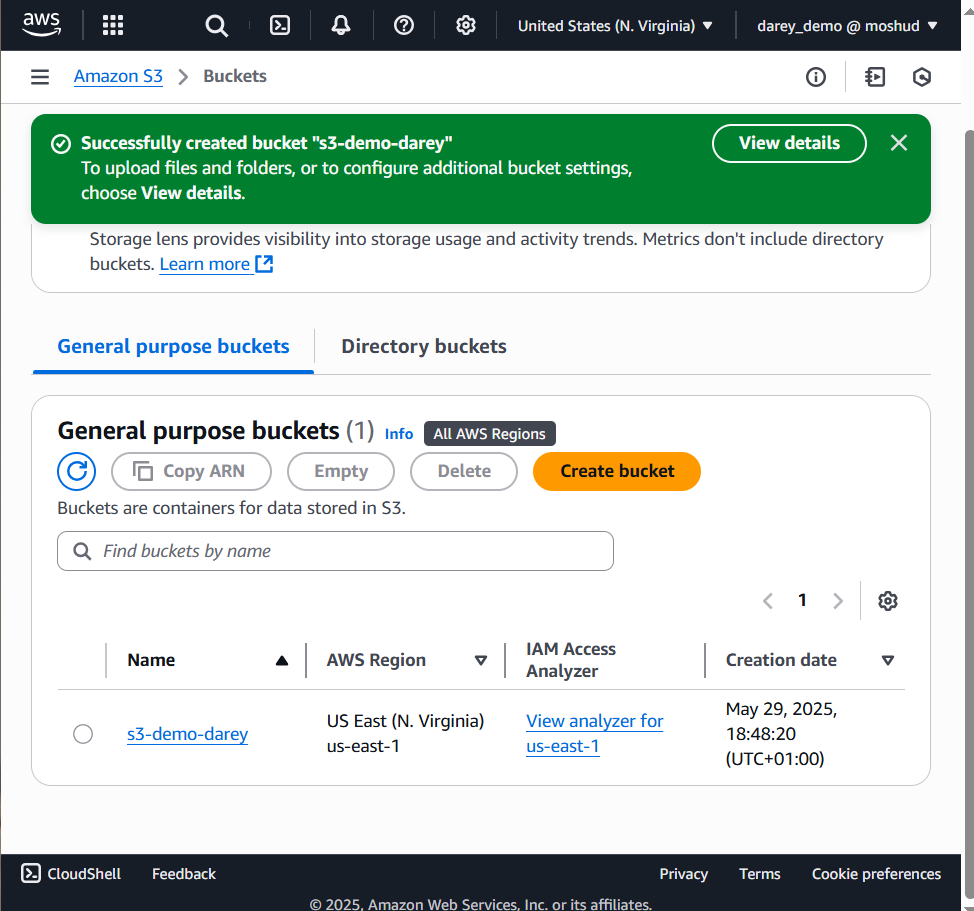 aws
United States (N. Virginia)
darey_demo @ moshud
Amazon S3
Buckets
Successfully created bucket "s3-demo-darey"
To upload files and folders, or to configure additional bucket settings,
choose View details.
View details
Storage lens provides visibility into storage usage and activity trends. Metrics don't include directory
buckets. Learn more
General purpose buckets
Directory buckets
General purpose buckets (1) Info All AWS Regions
Copy ARN
Empty
Delete
Create bucket
Buckets are containers for data stored in S3.
Find buckets by name
1
Name
AWS Region
IAM Access
Analyzer
Creation date
s3-demo-darey
US East (N. Virginia)
us-east-1
View analyzer for
us-east-1
May 29, 2025,
18:48:20
(UTC+01:00)
CloudShell
Feedback
Privacy
Terms
Cookie preferences
© 2025, Amazon Web Services, Inc. or its affiliates.